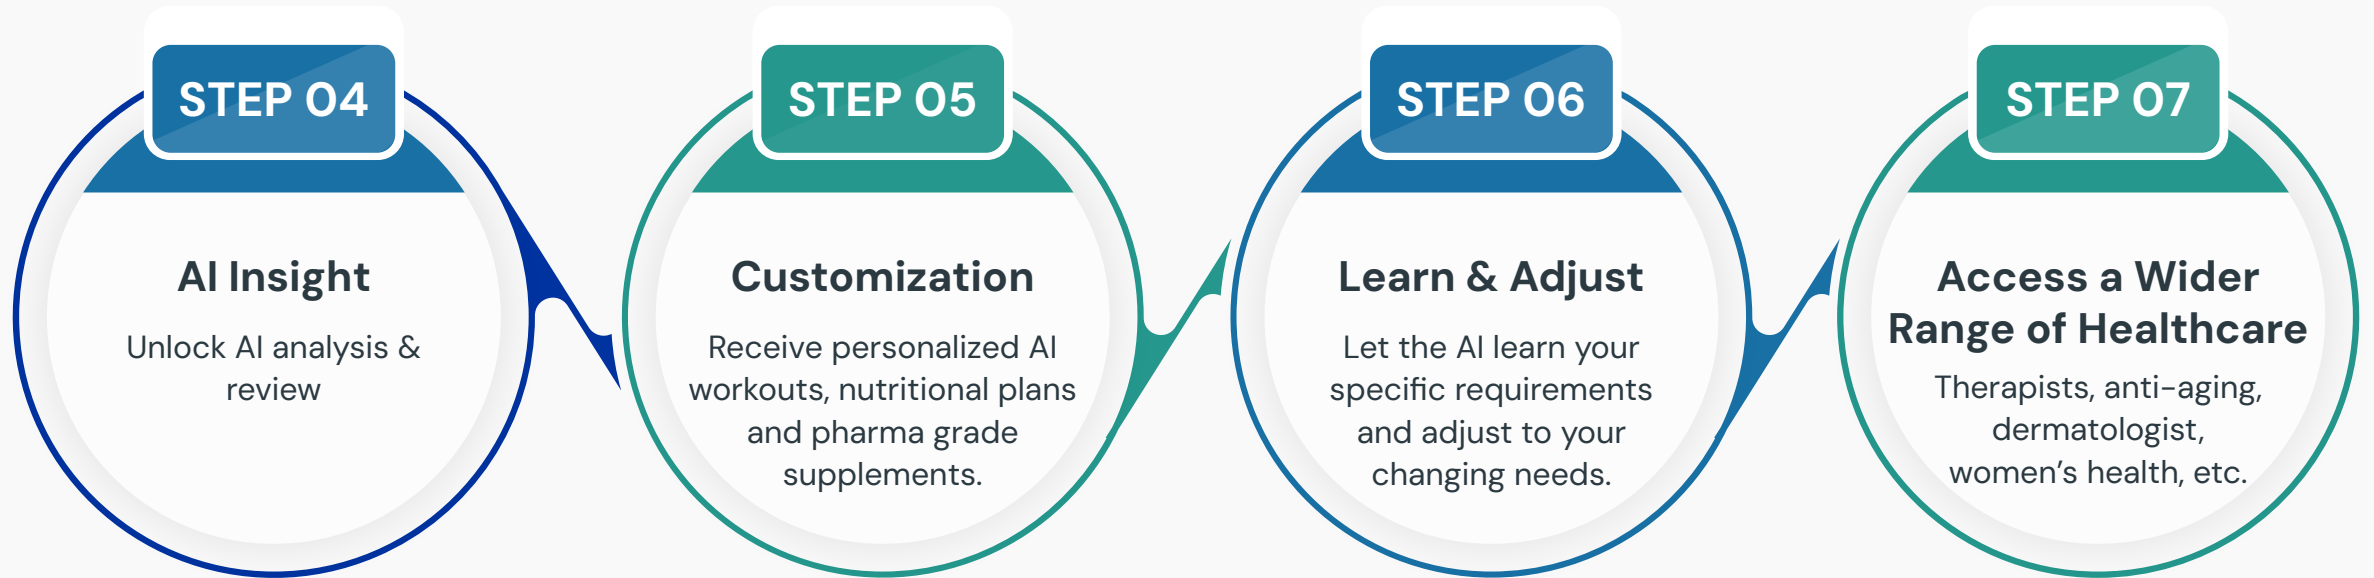 STEP 04
AI Insight
Unlock AI analysis &
review
STEP 05
Customization
Receive personalized AI
workouts, nutritional plans
and pharma grade
supplements.
STEP 06
Learn & Adjust
Let the AI learn your
specific requirements
and adjust to your
changing needs.
STEP 07
Access a Wider
Range of Healthcare
Therapists, anti-aging,
dermatologist,
women's health, etc.